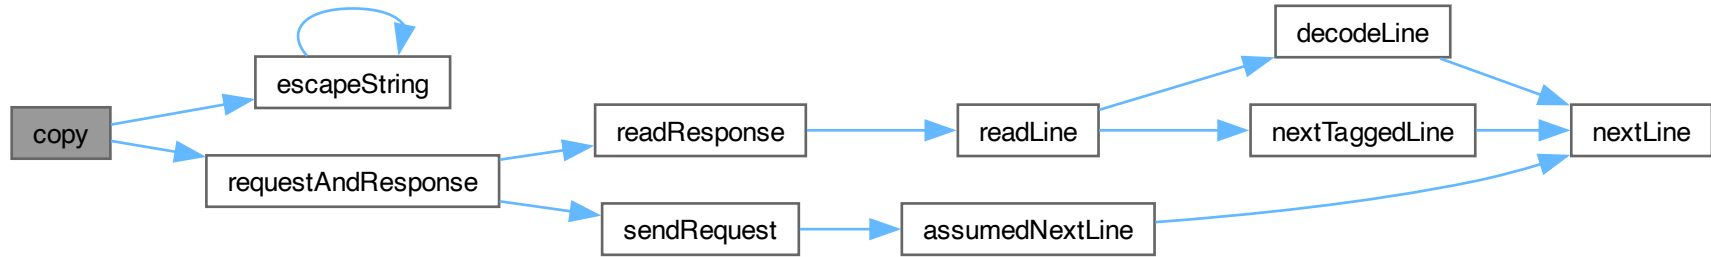 copy
escapeString
requestAndResponse
readResponse
sendRequest
readLine
assumedNextLine
decodeLine
nextTaggedLine
nextLine